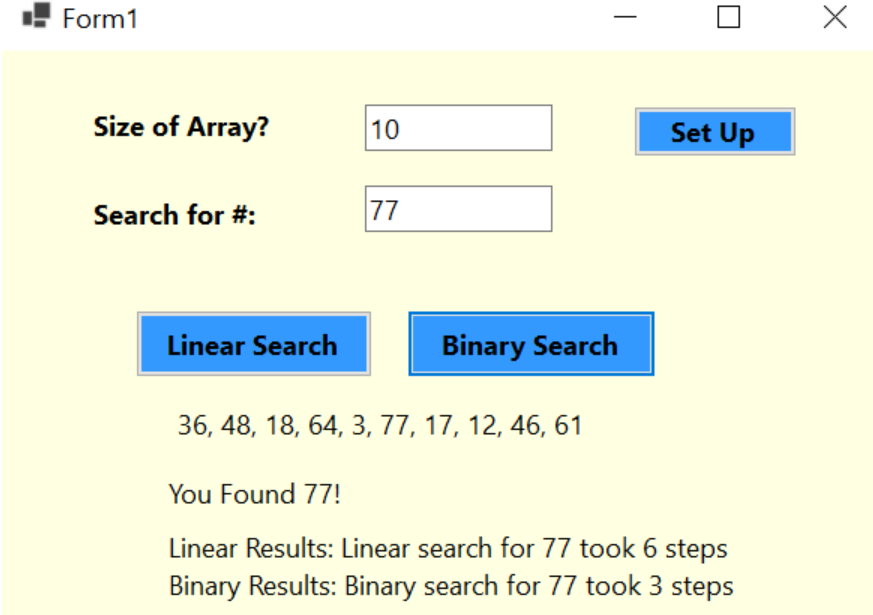 Form1
Size of Array? 10 Set Up
Search for #: 77
Linear Search Binary Search
36, 48, 18, 64, 3, 77, 17, 12, 46, 61
You Found 77!
Linear Results: Linear search for 77 took 6 steps
Binary Results: Binary search for 77 took 3 steps